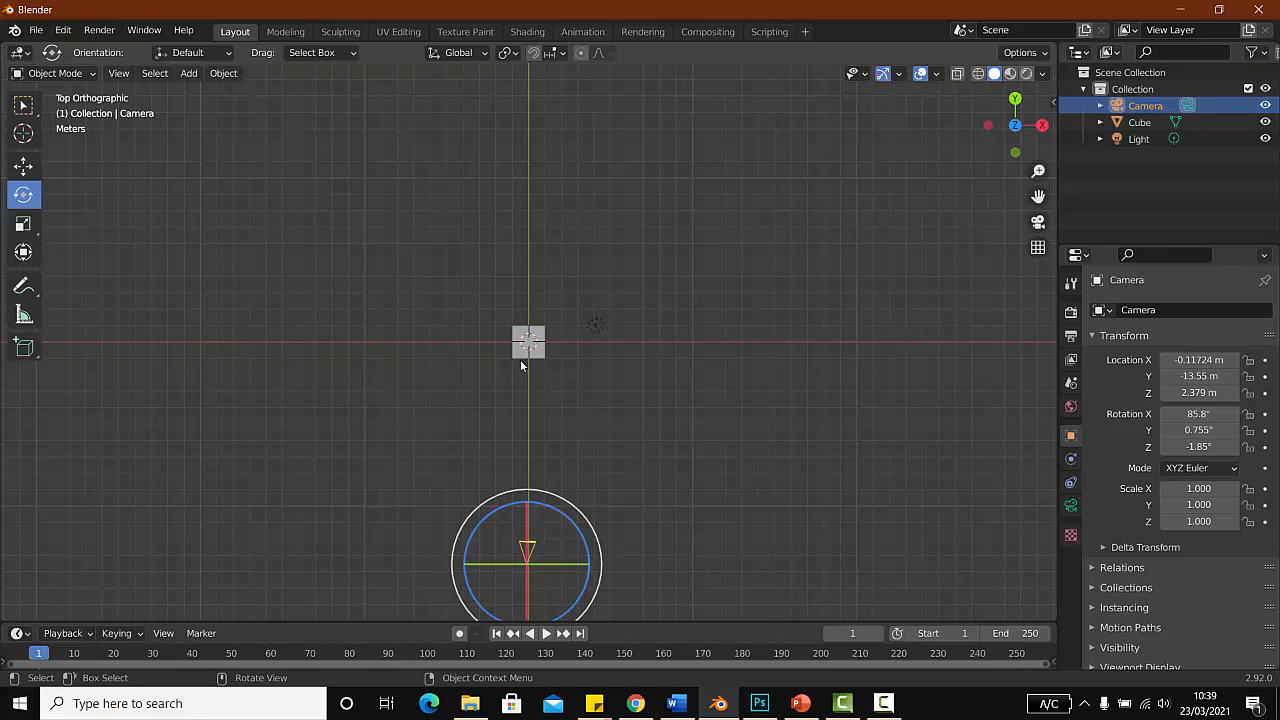 Blender
File Edit Render Window Help Layout Modeling Sculpting UV Editing Texture Paint Shading Animation Rendering Compositing Scripting + Scene View Layer
Orientation: Default Drag: Select Box Global Options
Object Mode View Select Add Object
Top Orthographic
(1) Collection | Camera
Meters
Y
Z
X
Scene Collection
Collection
Camera
Cube
Light
Camera
Camera
Transform
Location X -0.11724 m
Y -13.55 m
Z 2.379 m
Rotation X 85.8°
Y 0.755°
Z -1.85°
Mode XYZ Euler
Scale X 1.000
Y 1.000
Z 1.000
Delta Transform
Relations
Collections
Instancing
Motion Paths
Visibility
Viewport Display
Playback Keying View Marker 1 Start 1 End 250
1 10 20 30 40 50 60 70 80 90 100 110 120 130 140 150 160 170 180 190 200 210 220 230 240 250
Select Box Select Rotate View Object Context Menu 2.92.0
Type here to search A/C 10:39
23/03/2021